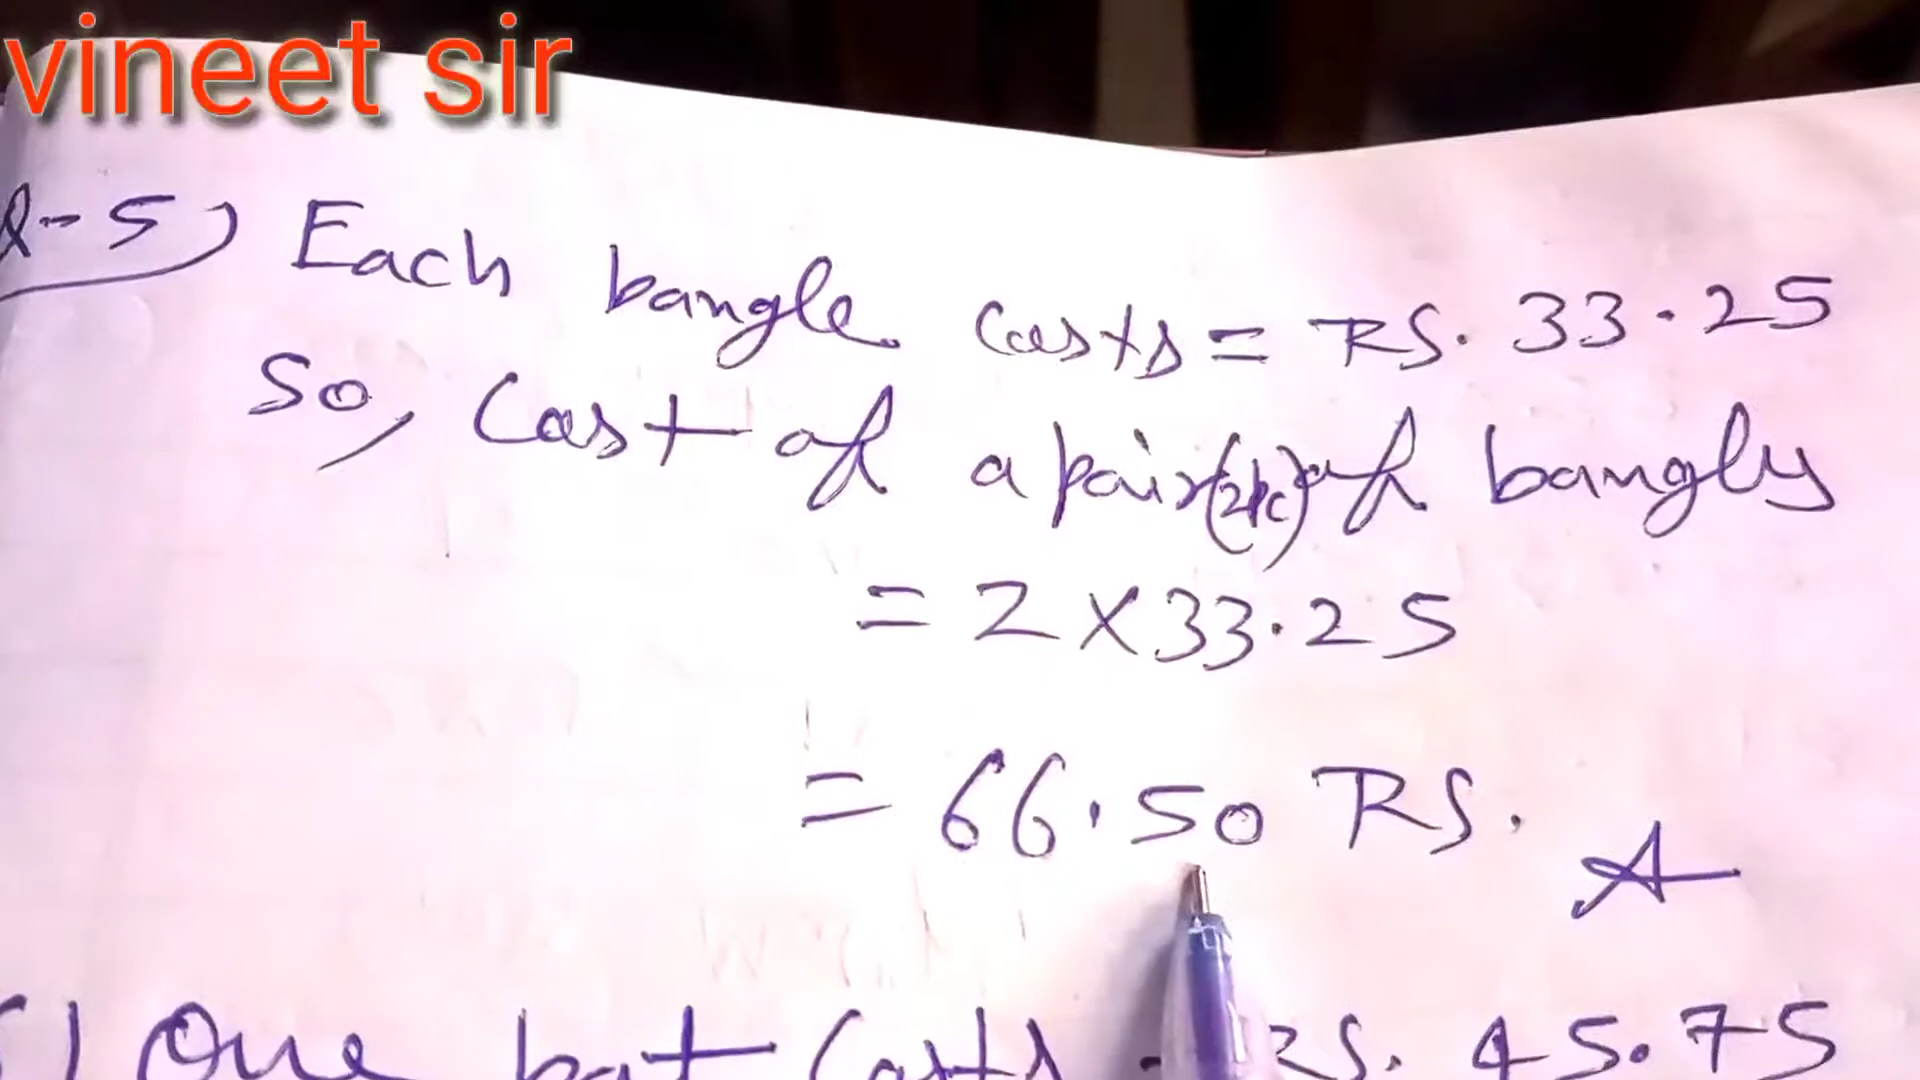 vineet sir
Q-5) Each bangle costs = RS. 33.25
So, Cost of a pair(2pc) of bangles
= 2 X 33.25
= 66.50 RS.
A
One bat costs = RS. 45.75